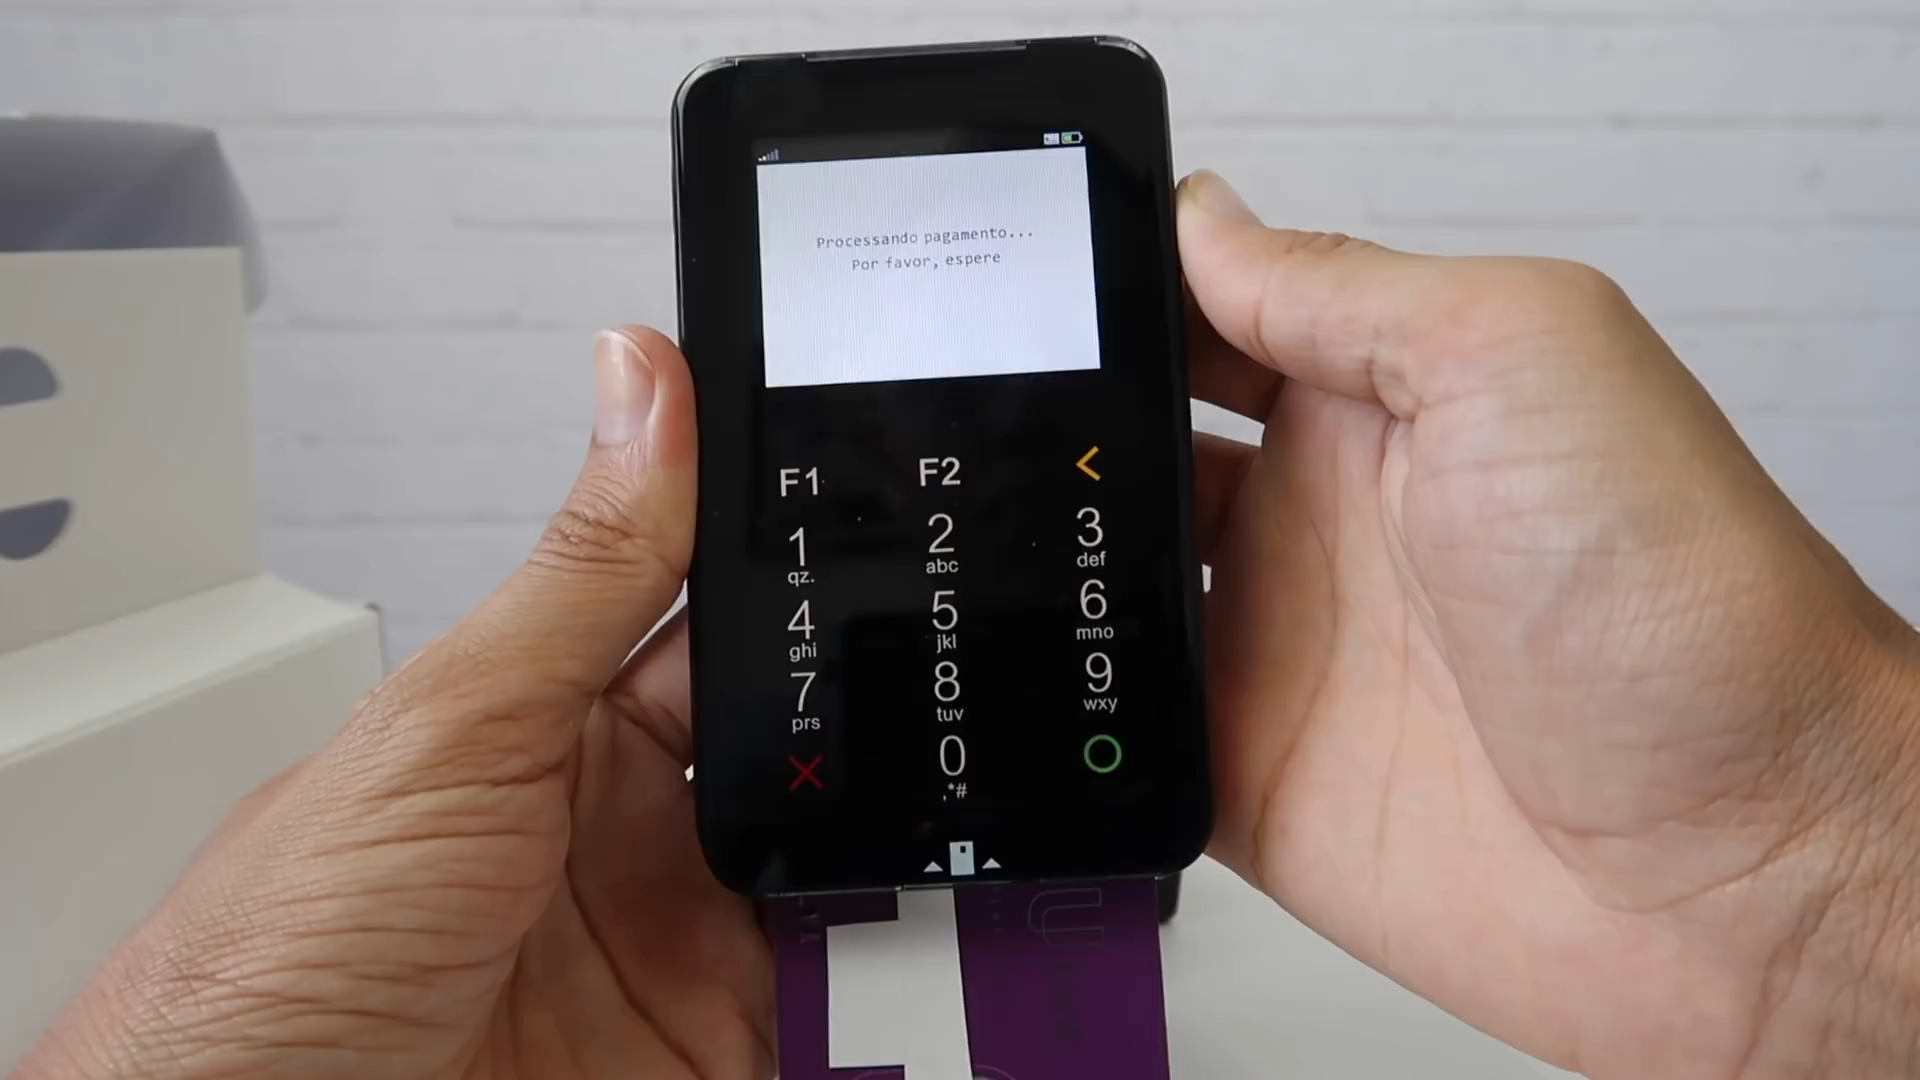 Processando pagamento...
Por favor, espere
F1 F2 <
1 2 3
qz. abc def
4 5 6
ghi jkl mno
7 8 9
prs tuv wxy
0
,*#